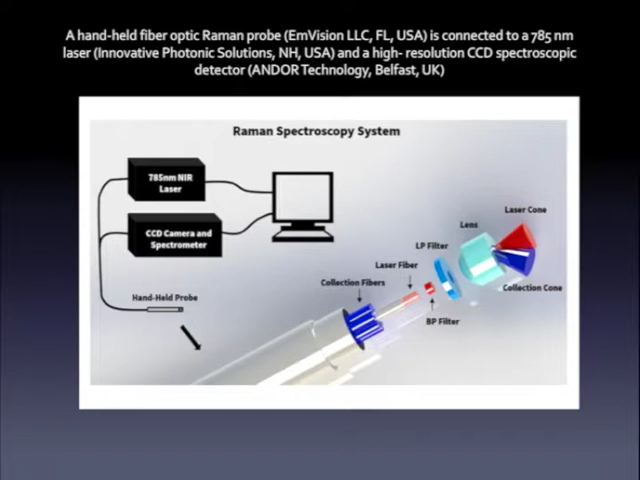 A hand-held fiber optic Raman probe (EmVision LLC, FL, USA) is connected to a 785 nm
laser (Innovative Photonic Solutions, NH, USA) and a high- resolution CCD spectroscopic
detector (ANDOR Technology, Belfast, UK)
Raman Spectroscopy System
785nm NIR
Laser
CCD Camera and
Spectrometer
Hand-Held Probe
Laser Cone
Lens
LP Filter
Laser Fiber
Collection Fibers
Collection Cone
BP Filter